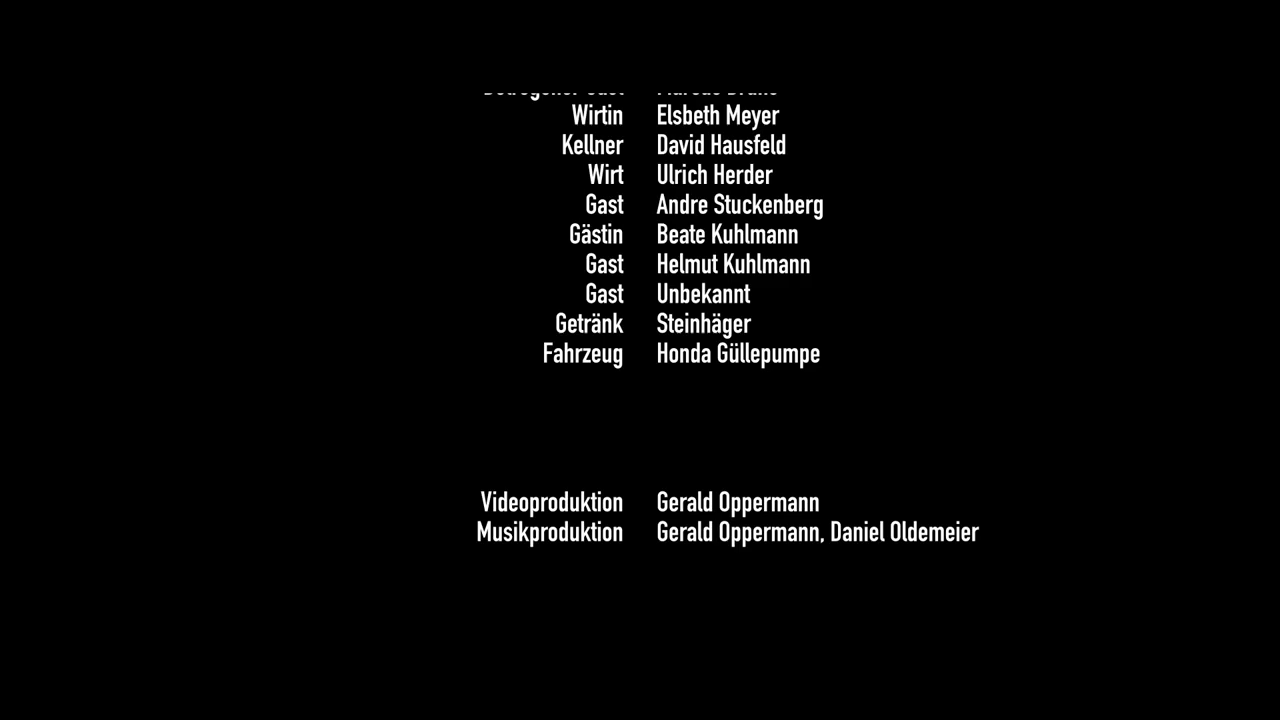 Wirtin Elsbeth Meyer
Kellner David Hausfeld
Wirt Ulrich Herder
Gast Andre Stuckenberg
Gästin Beate Kuhlmann
Gast Helmut Kuhlmann
Gast Unbekannt
Getränk Steinhäger
Fahrzeug Honda Güllepumpe
Videoproduktion Gerald Oppermann
Musikproduktion Gerald Oppermann, Daniel Oldemeier